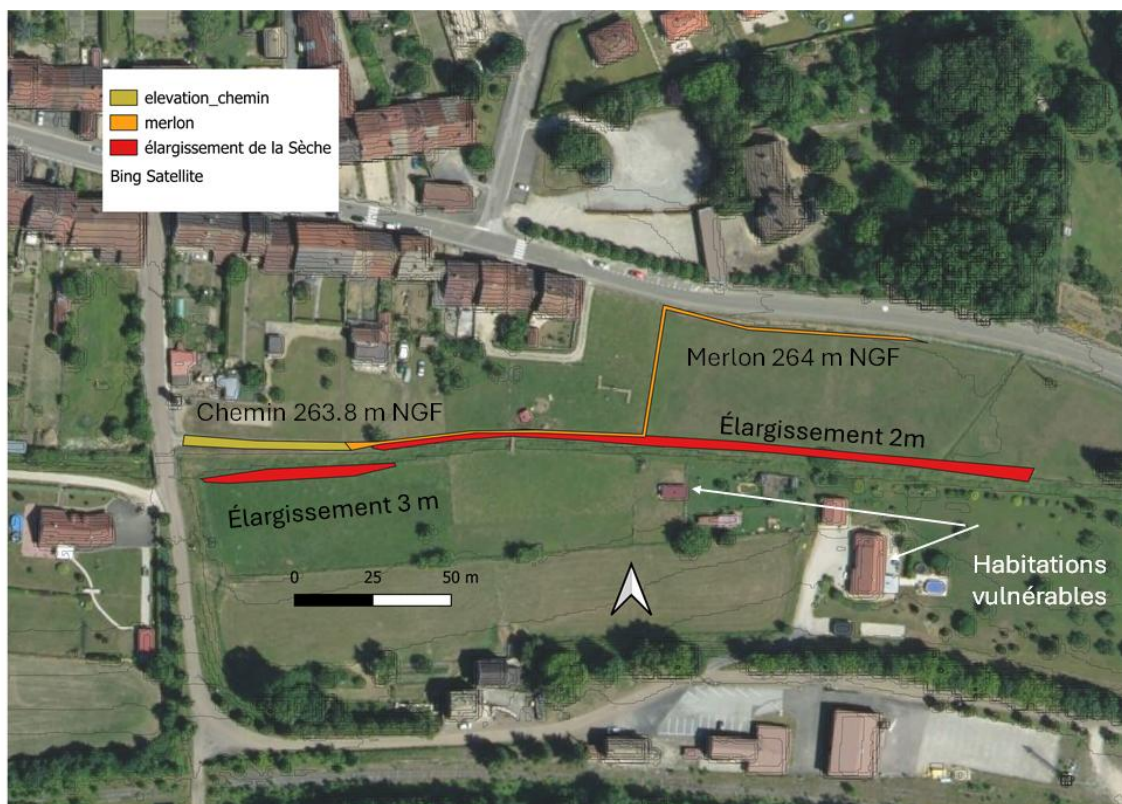 elevation_chemin
merlon
élargissement de la Sèche
Bing Satellite
Merlon 264 m NGF
Chemin 263.8 m NGF
Élargissement 2m
Élargissement 3 m
0 25 50 m
Habitations
vulnérables